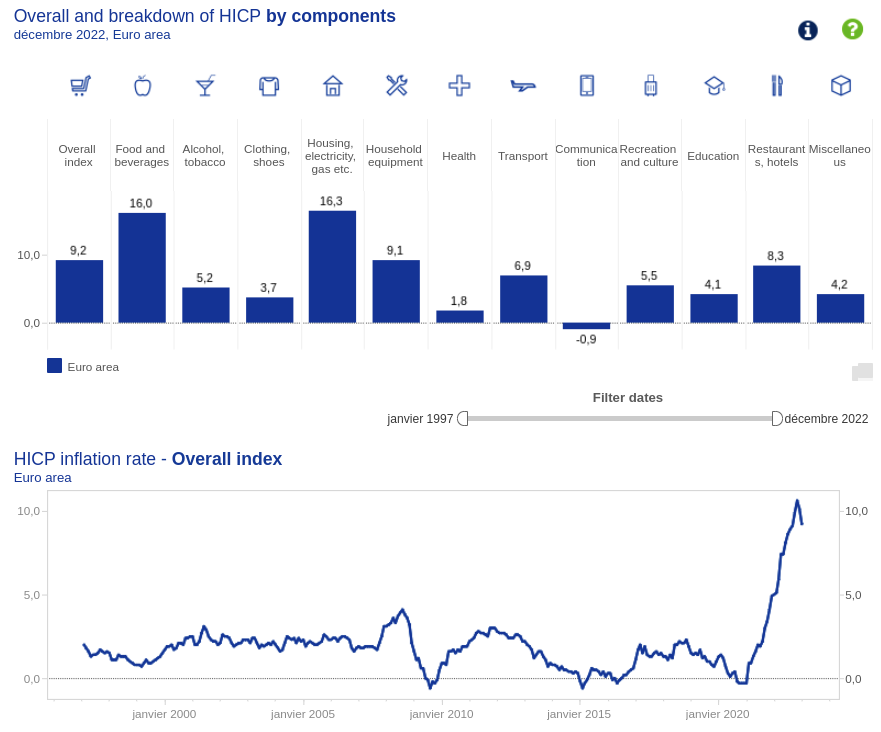 Overall and breakdown of HICP by components
décembre 2022, Euro area
i ?
Overall
index
Food and
beverages
Alcohol,
tobacco
Clothing,
shoes
Housing,
electricity,
gas etc.
Household
equipment
Health
Transport
Communica
tion
Recreation
and culture
Education
Restaurant
s, hotels
Miscellaneo
us
9,2 16,0 5,2 3,7 16,3 9,1 1,8 6,9 -0,9 5,5 4,1 8,3 4,2
10,0
0,0
Euro area
Filter dates
janvier 1997 décembre 2022
HICP inflation rate - Overall index
Euro area
10,0 10,0
5,0 5,0
0,0 0,0
janvier 2000 janvier 2005 janvier 2010 janvier 2015 janvier 2020